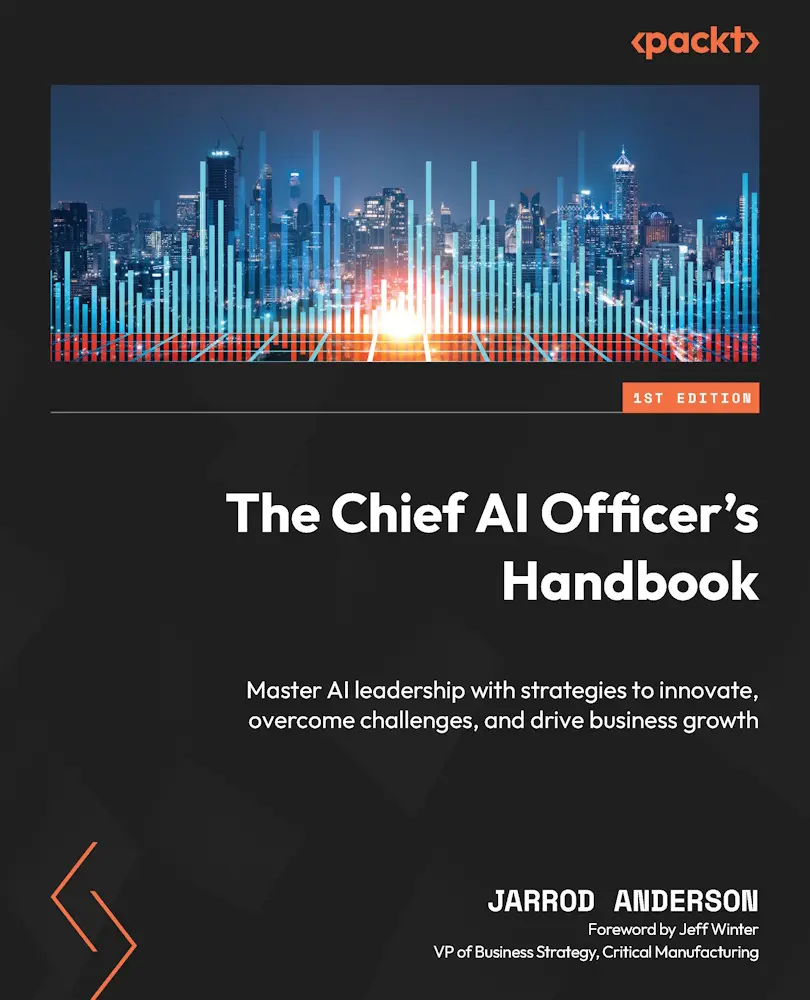 <packt>
1ST EDITION
The Chief AI Officer’s
Handbook
Master AI leadership with strategies to innovate,
overcome challenges, and drive business growth
JARROD ANDERSON
Foreword by Jeff Winter
VP of Business Strategy, Critical Manufacturing